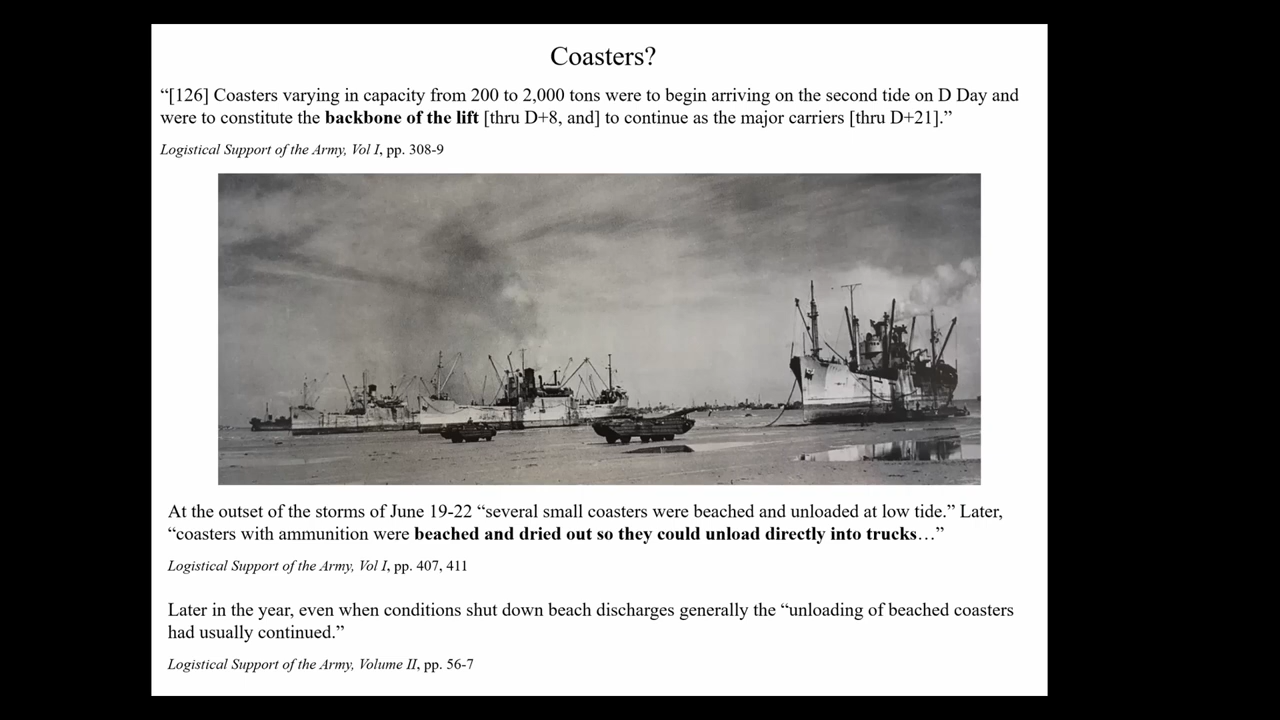 Coasters?
“[126] Coasters varying in capacity from 200 to 2,000 tons were to begin arriving on the second tide on D Day and
were to constitute the backbone of the lift [thru D+8, and] to continue as the major carriers [thru D+21].”
Logistical Support of the Army, Vol I, pp. 308-9
At the outset of the storms of June 19-22 “several small coasters were beached and unloaded at low tide.” Later,
“coasters with ammunition were beached and dried out so they could unload directly into trucks…”
Logistical Support of the Army, Vol I, pp. 407, 411
Later in the year, even when conditions shut down beach discharges generally the “unloading of beached coasters
had usually continued.”
Logistical Support of the Army, Volume II, pp. 56-7